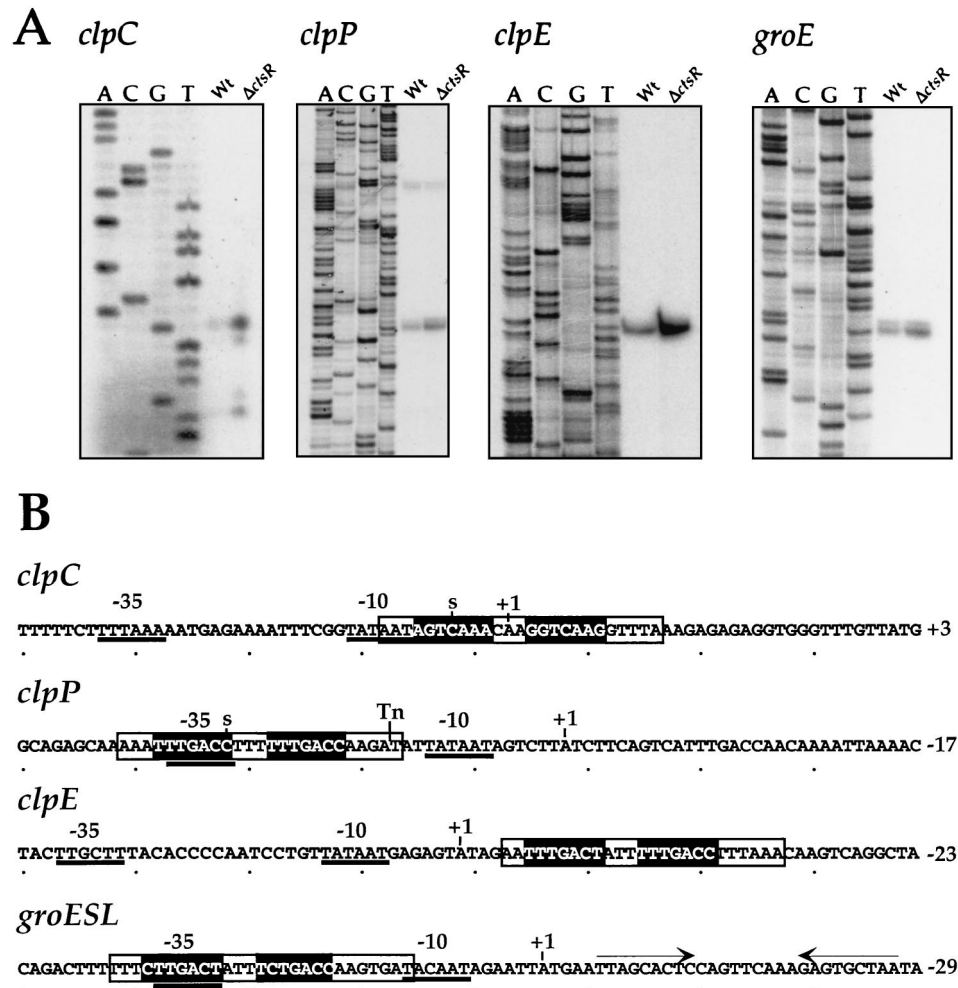 A
clpC clpP clpE groE
A C G T Wt ΔctsR A C G T Wt ΔctsR A C G T Wt ΔctsR A C G T Wt ΔctsR
B
clpC
-35 -10 s +1
TTTTTCTTTTAAAAATGAGAAAATTTCGGTATAATAGTCAAACAAGGTCAAGGTTTAAAGAGAGAGGTGGGTTTGTTATG +3
clpP
-35 s Tn -10 +1
GCAGAGCAAAAATTTGACCTTTTTTGACCAAGATATTATAATAGTCTTATCTTCAGTCATTTGACCAACAAAATTAAAAC -17
clpE
-35 -10 +1
TACTTGCTTTTACACCCCAATCCTGTTATAATGAGAGTATAGAATTTGACTATTTTTGACCTTTAAACAAGTCAGGCTA -23
groESL
-35 -10 +1
CAGACTTTTTTCTTGACTATTTCTGACCAAGTGATACAATAGAATTATGAATTAGCACTCCAGTTCAAAGAGTGCTAATA -29